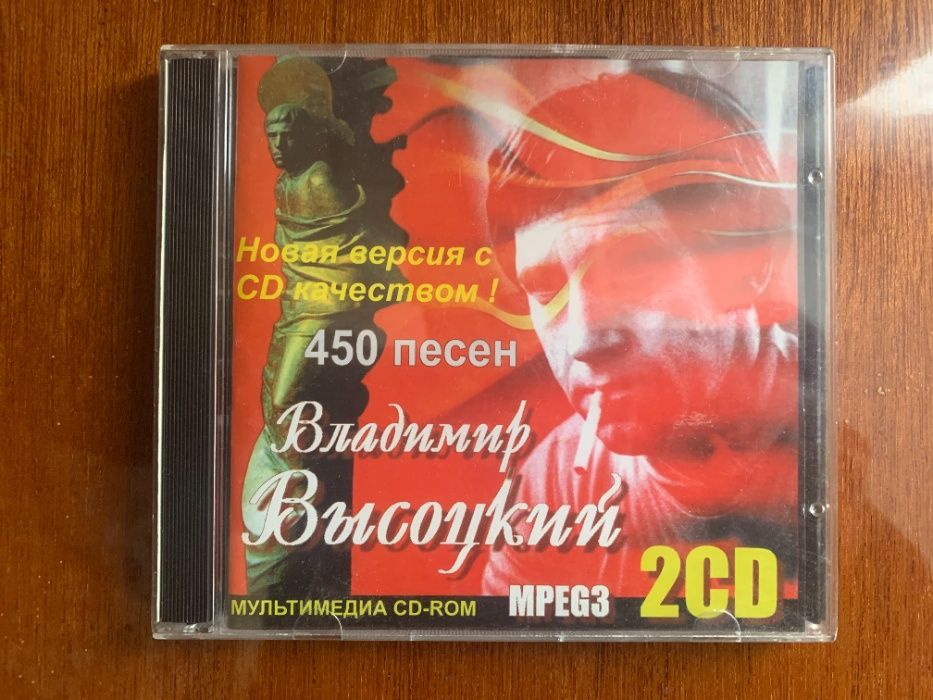 Новая версия с
CD качеством !
450 песен
Владимир
Высоцкий
МУЛЬТИМЕДИА CD-ROM MPEG3 2CD